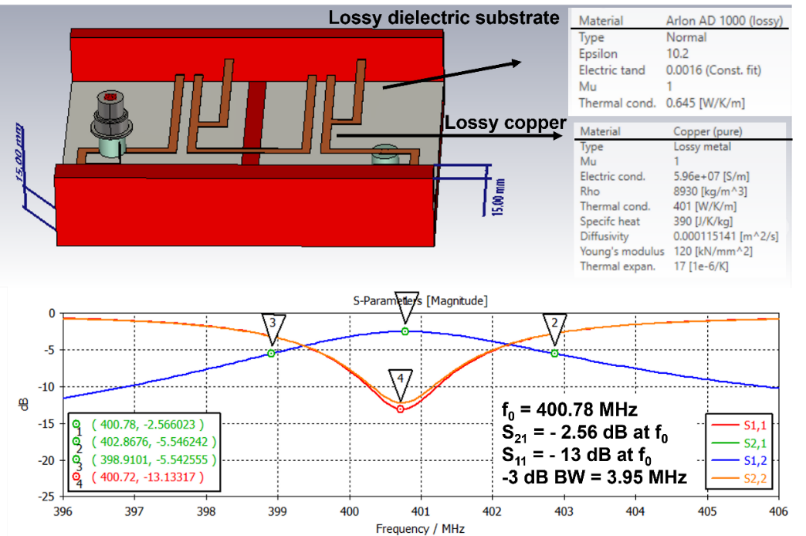 Lossy dielectric substrate
Material Arlon AD 1000 (lossy)
Type Normal
Epsilon 10.2
Electric tand 0.0016 (Const. fit)
Mu 1
Thermal cond. 0.645 [W/K/m]
Lossy copper
Material Copper (pure)
Type Lossy metal
Mu 1
Electric cond. 5.96e+07 [S/m]
Rho 8930 [kg/m^3]
Thermal cond. 401 [W/K/m]
Specifc heat 390 [J/K/kg]
Diffusivity 0.000115141 [m^2/s]
Young's modulus 120 [kN/mm^2]
Thermal expan. 17 [1e-6/K]
15.00 mm
15.00 mm
S-Parameters [Magnitude]
1
3
2
4
0
-5
-10
-15
-20
-25
dB
1 ( 400.78, -2.566023 )
2 ( 402.8676, -5.546242 )
3 ( 398.9101, -5.542555 )
4 ( 400.72, -13.13317 )
f0 = 400.78 MHz
S21 = - 2.56 dB at f0
S11 = - 13 dB at f0
-3 dB BW = 3.95 MHz
S1,1
S2,1
S1,2
S2,2
396 397 398 399 400 401 402 403 404 405 406
Frequency / MHz